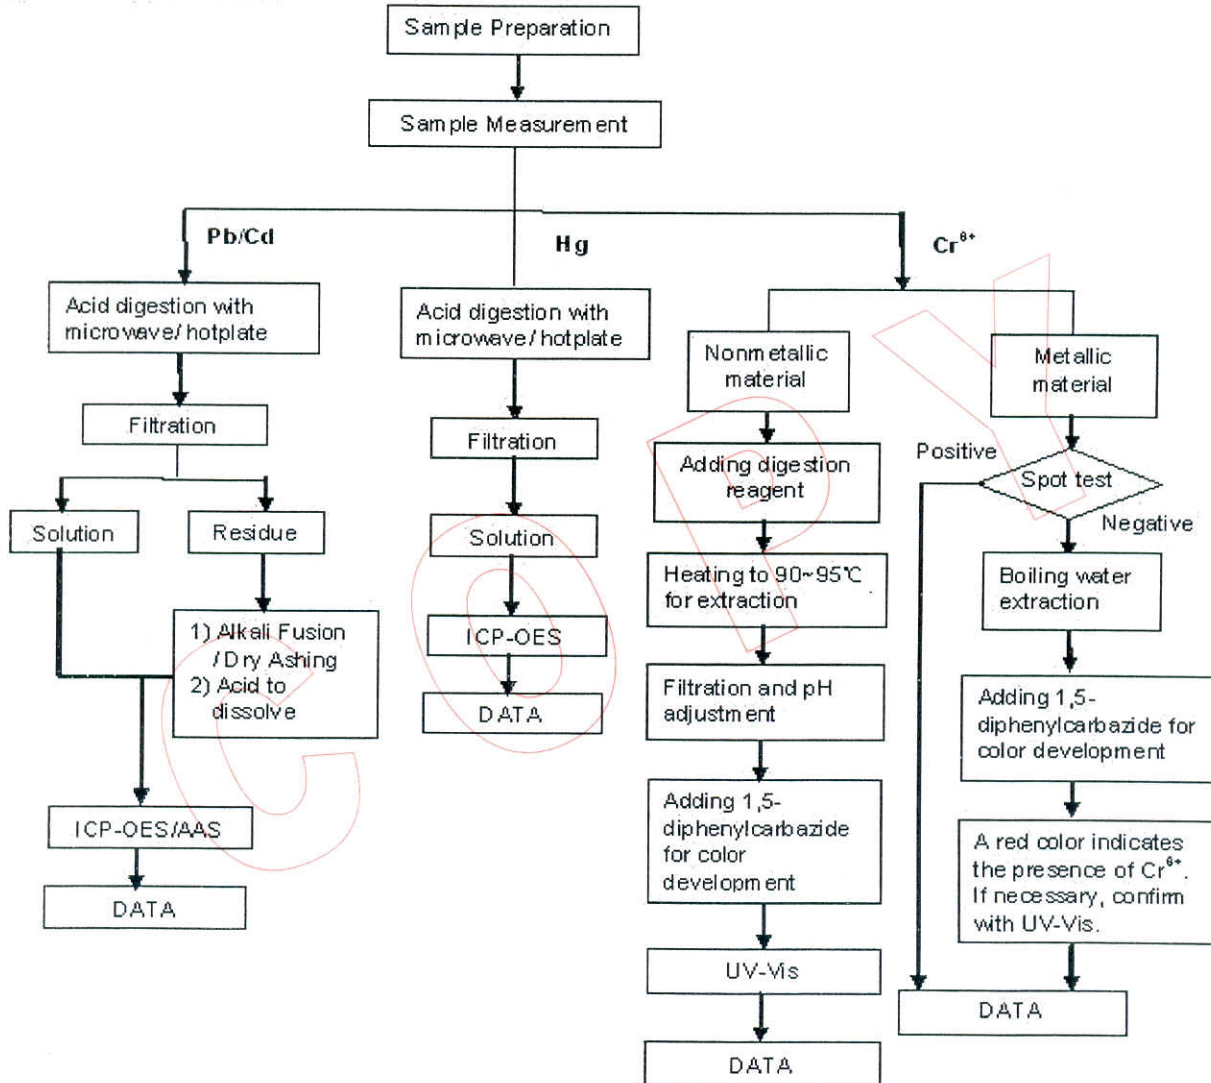 Sample Preparation
Sample Measurement
Pb/Cd
Hg
Cr⁶⁺
Acid digestion with
microwave/ hotplate
Filtration
Solution
Residue
1) Alkali Fusion
/ Dry Ashing
2) Acid to
dissolve
ICP-OES/AAS
DATA
Acid digestion with
microwave/ hotplate
Filtration
Solution
ICP-OES
DATA
Nonmetallic
material
Adding digestion
reagent
Heating to 90~95℃
for extraction
Filtration and pH
adjustment
Adding 1,5-
diphenylcarbazide
for color
development
UV-Vis
DATA
Metallic
material
Spot test
Positive
Negative
Boiling water
extraction
Adding 1,5-
diphenylcarbazide for
color development
A red color indicates
the presence of Cr⁶⁺.
If necessary, confirm
with UV-Vis.
DATA
COPY